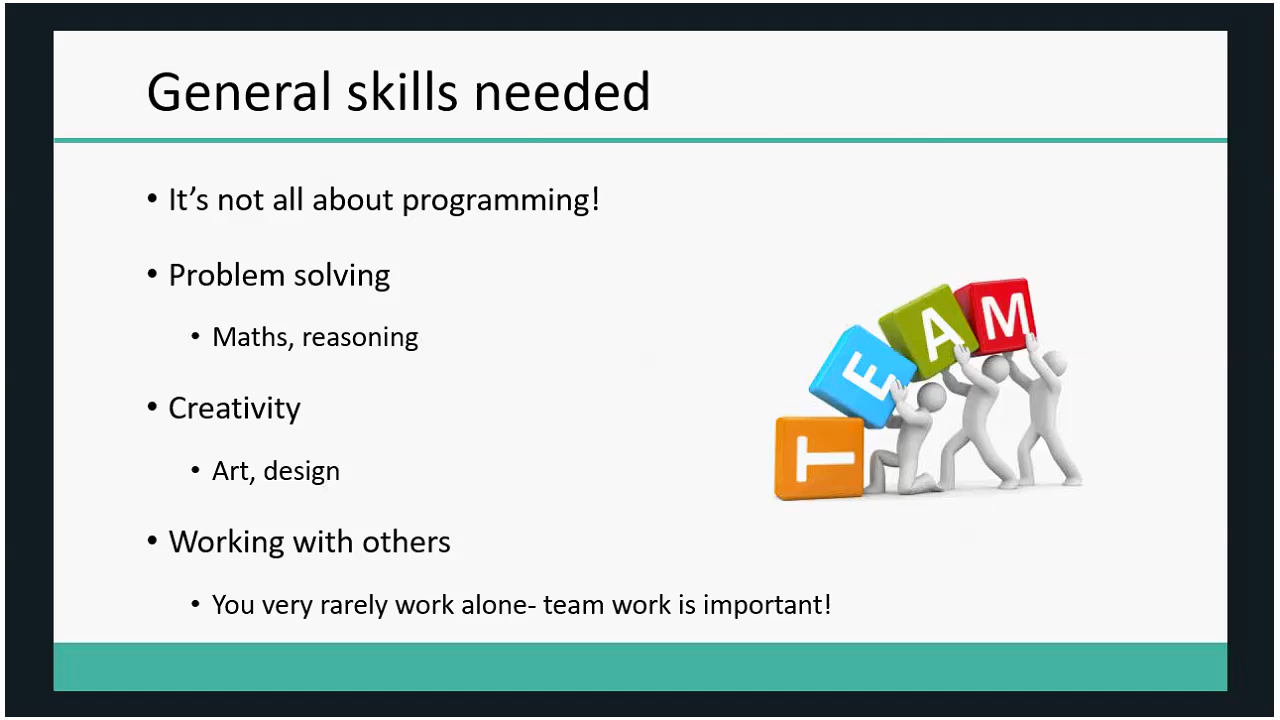 General skills needed
• It’s not all about programming!
• Problem solving
• Maths, reasoning
• Creativity
• Art, design
• Working with others
• You very rarely work alone- team work is important!
TEAM